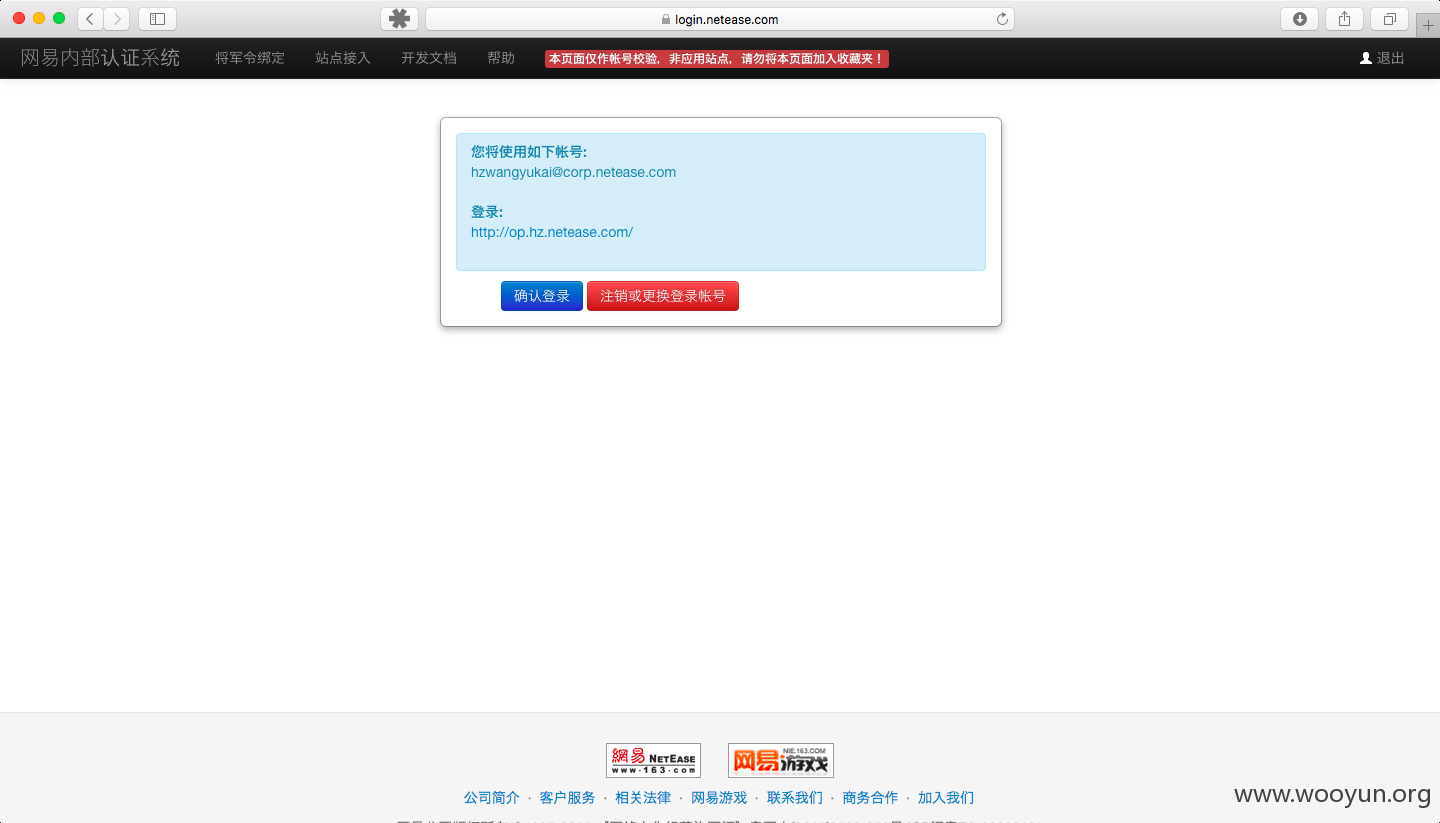 login.netease.com
网易内部认证系统 将军令绑定 站点接入 开发文档 帮助 本页面仅作帐号校验，非应用站点，请勿将本页面加入收藏夹！ 退出
您将使用如下帐号:
hzwangyukai@corp.netease.com
登录:
http://op.hz.netease.com/
确认登录 注销或更换登录帐号
網易 NETEASE
www.163.com
NIE.163.COM
网易游戏
公司简介 · 客户服务 · 相关法律 · 网易游戏 · 联系我们 · 商务合作 · 加入我们
www.wooyun.org